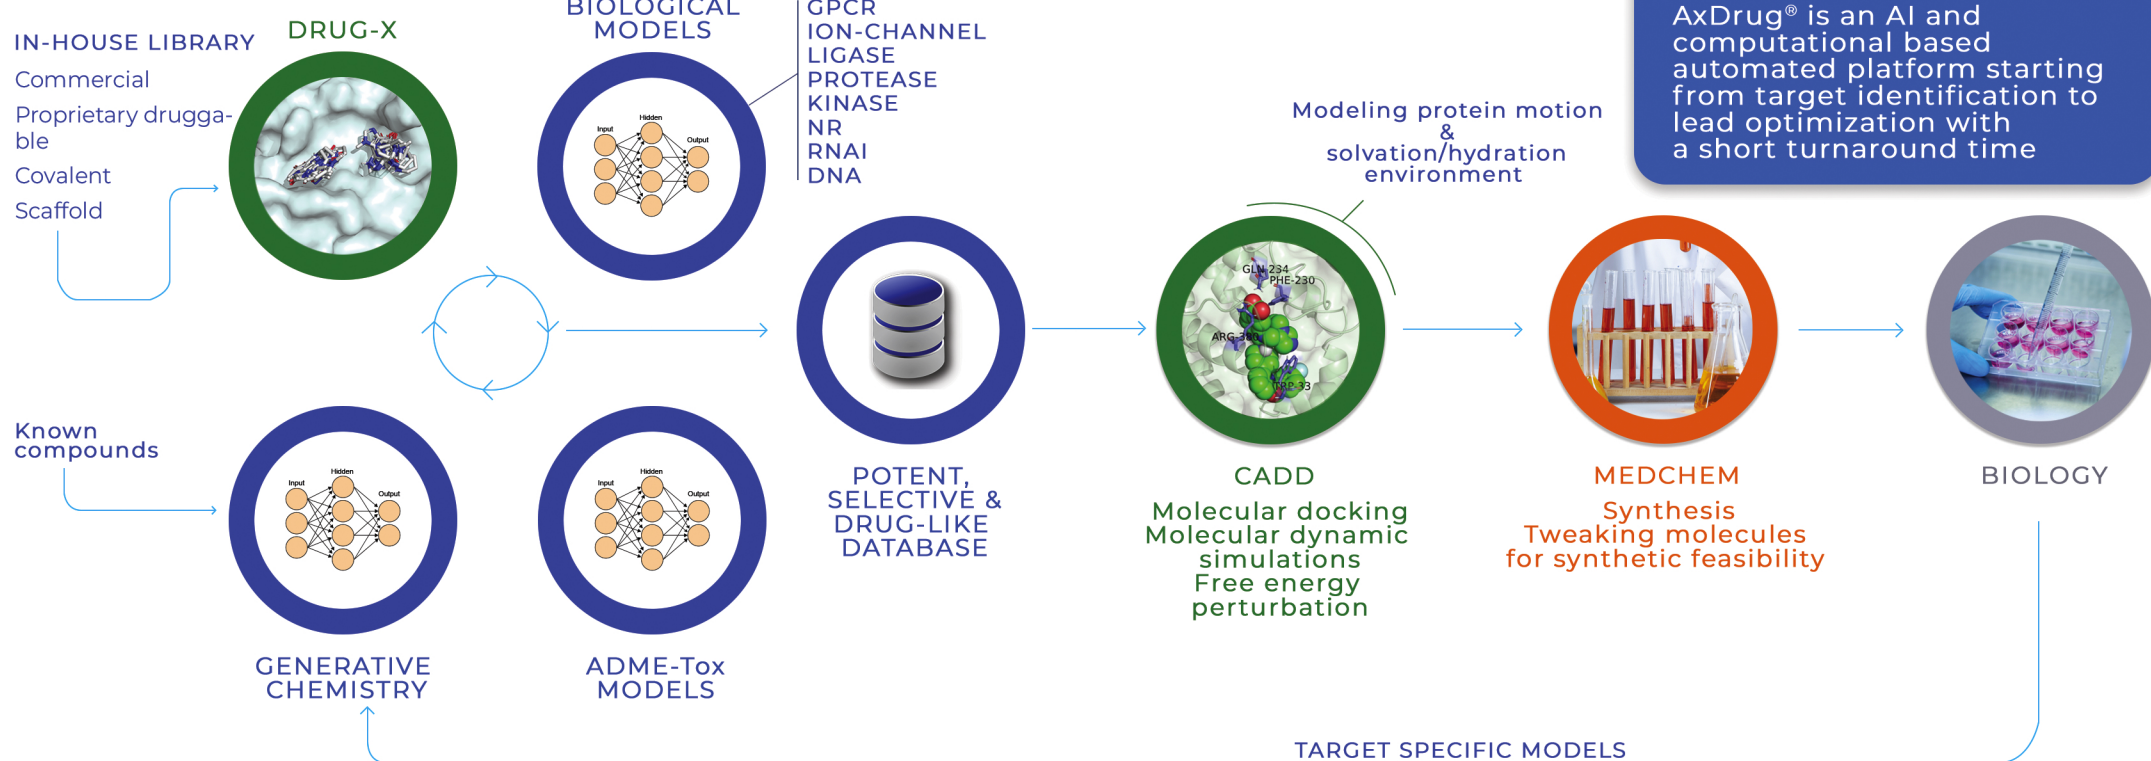 IN-HOUSE LIBRARY
Commercial
Proprietary drugga-
ble
Covalent
Scaffold
DRUG-X
BIOLOGICAL
MODELS
Input
Hidden
Output
GPCR
ION-CHANNEL
LIGASE
PROTEASE
KINASE
NR
RNAI
DNA
Modeling protein motion
&
solvation/hydration
environment
AxDrug® is an AI and
computational based
automated platform starting
from target identification to
lead optimization with
a short turnaround time
GLN-234
PHE-230
ARG-380
TRP-33
Known
compounds
Input
Hidden
Output
GENERATIVE
CHEMISTRY
Input
Hidden
Output
ADME-Tox
MODELS
POTENT,
SELECTIVE &
DRUG-LIKE
DATABASE
CADD
Molecular docking
Molecular dynamic
simulations
Free energy
perturbation
MEDCHEM
Synthesis
Tweaking molecules
for synthetic feasibility
BIOLOGY
TARGET SPECIFIC MODELS